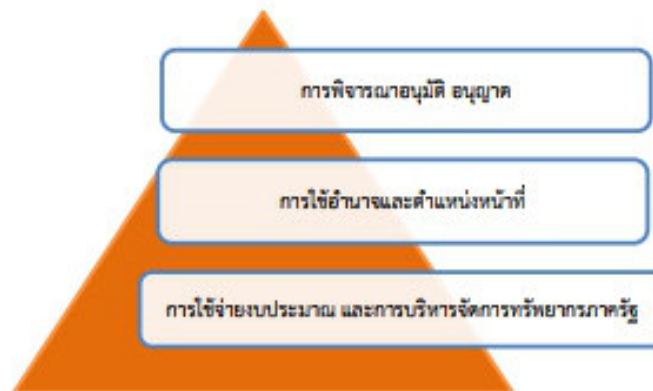 การพิจารณาอนุมัติ อนุญาต
การใช้อำนาจและตำแหน่งหน้าที่
การใช้จ่ายงบประมาณ และการบริหารจัดการทรัพยากรภาครัฐ